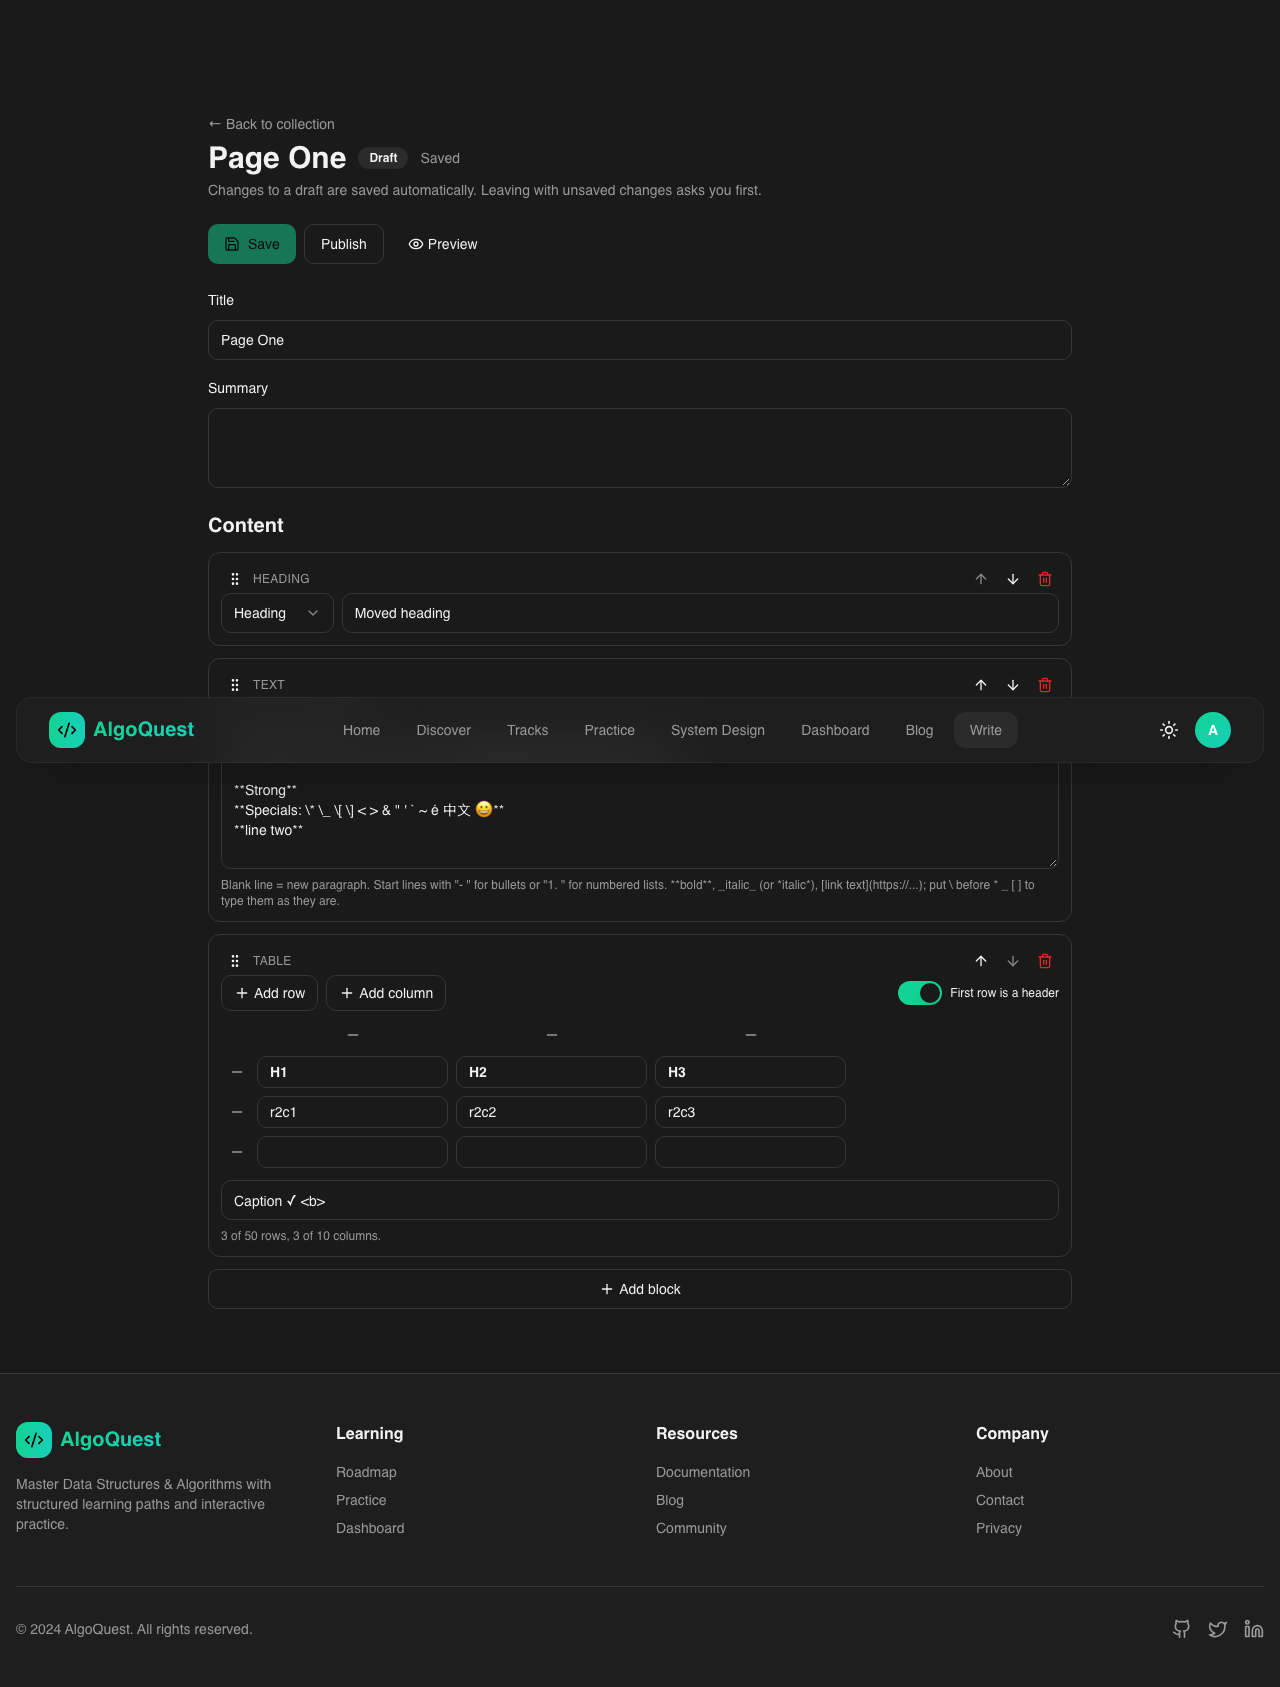 ← Back to collection
Page One Draft Saved
Changes to a draft are saved automatically. Leaving with unsaved changes asks you first.
Save Publish Preview
Title
Page One
Summary
Content
HEADING
Heading Moved heading
TEXT
AlgoQuest Home Discover Tracks Practice System Design Dashboard Blog Write A
**Strong**
**Specials: \* \_ \[ \] < > & " ' ` ~ é 中文 😀**
**line two**
Blank line = new paragraph. Start lines with "- " for bullets or "1. " for numbered lists. **bold**, _italic_ (or *italic*), [link text](https://...); put \ before * _ [ ] to
type them as they are.
TABLE
Add row Add column First row is a header
H1 H2 H3
r2c1 r2c2 r2c3
Caption ✓ <b>
3 of 50 rows, 3 of 10 columns.
Add block
AlgoQuest
Master Data Structures & Algorithms with
structured learning paths and interactive
practice.
Learning
Roadmap
Practice
Dashboard
Resources
Documentation
Blog
Community
Company
About
Contact
Privacy
© 2024 AlgoQuest. All rights reserved.